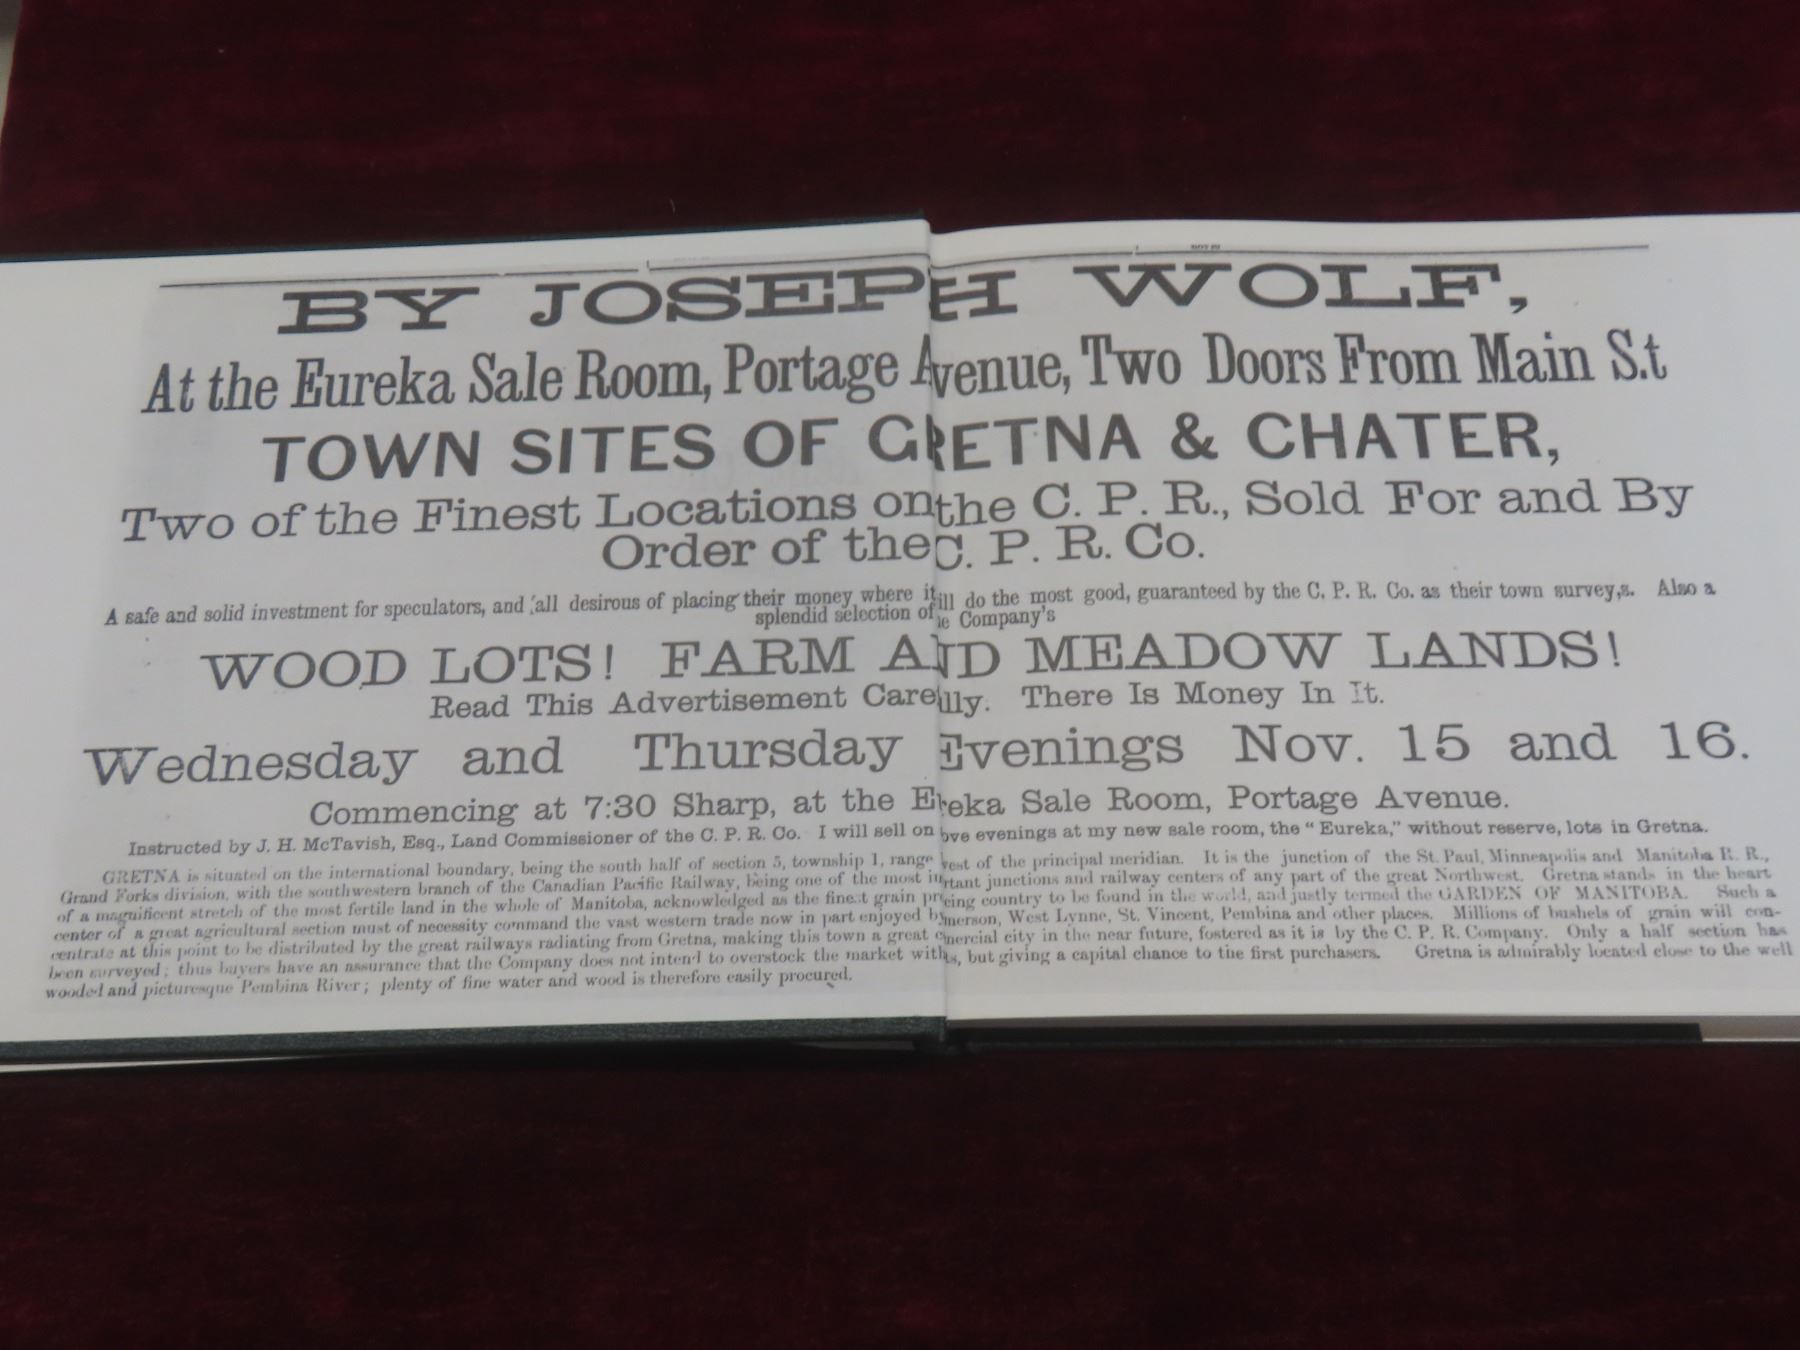 BY JOSEPH WOLF,
At the Eureka Sale Room, Portage Avenue, Two Doors From Main S.t
TOWN SITES OF GRETNA & CHATER,
Two of the Finest Locations on the C. P. R., Sold For and By
Order of the C. P. R. Co.
A safe and solid investment for speculators, and all desirous of placing their money where it ill do the most good, guaranteed by the C. P. R. Co. as their town survey,s. Also a
splendid selection of e Company's
WOOD LOTS! FARM AND MEADOW LANDS!
Read This Advertisement Carefully. There Is Money In It.
Wednesday and Thursday Evenings Nov. 15 and 16.
Commencing at 7:30 Sharp, at the Eureka Sale Room, Portage Avenue.
Instructed by J. H. McTavish, Esq., Land Commissioner of the C. P. R. Co. I will sell on ove evenings at my new sale room, the "Eureka," without reserve, lots in Gretna.
GRETNA is situated on the international boundary, being the south half of section 5, township 1, range west of the principal meridian. It is the junction of the St. Paul, Minneapolis and Manitoba R. R.,
Grand Forks division, with the southwestern branch of the Canadian Pacific Railway, being one of the most important junctions and railway centers of any part of the great Northwest. Gretna stands in the heart
of a magnificent stretch of the most fertile land in the whole of Manitoba, acknowledged as the finest grain producing country to be found in the world, and justly termed the GARDEN OF MANITOBA. Such a
center of a great agricultural section must of necessity command the vast western trade now in part enjoyed by Emerson, West Lynne, St. Vincent, Pembina and other places. Millions of bushels of grain will con-
centrate at this point to be distributed by the great railways radiating from Gretna, making this town a great commercial city in the near future, fostered as it is by the C. P. R. Company. Only a half section has
been surveyed; thus buyers have an assurance that the Company does not intend to overstock the market with s, but giving a capital chance to the first purchasers. Gretna is admirably located close to the well
wooded and picturesque Pembina River; plenty of fine water and wood is therefore easily procured.